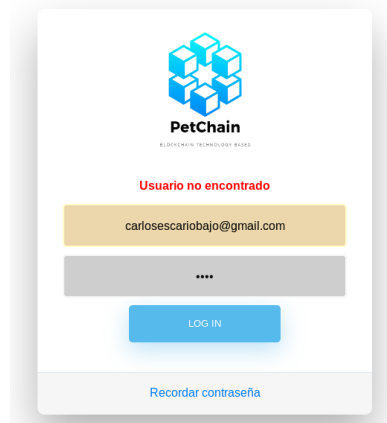 PetChain
BLOCKCHAIN TECHNOLOGY BASED
Usuario no encontrado
carlosescariobajo@gmail.com
••••
LOG IN
Recordar contraseña